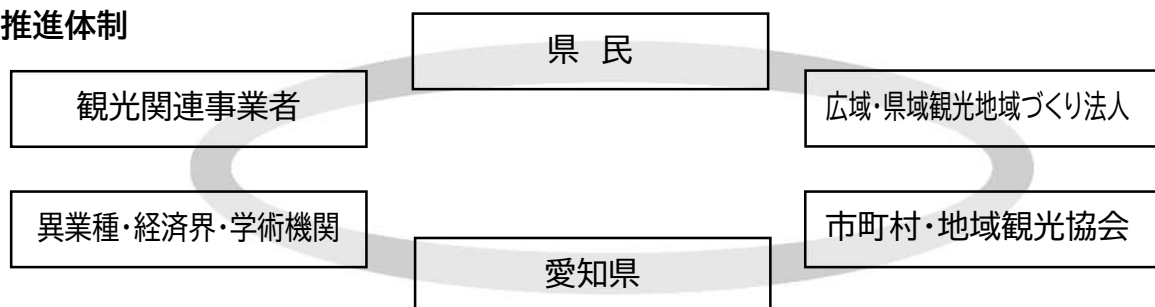 推進体制
県 民
観光関連事業者
広域・県域観光地域づくり法人
異業種・経済界・学術機関
市町村・地域観光協会
愛知県